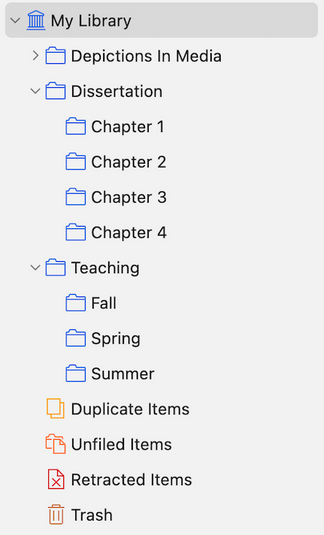 My Library
Depictions In Media
Dissertation
Chapter 1
Chapter 2
Chapter 3
Chapter 4
Teaching
Fall
Spring
Summer
Duplicate Items
Unfiled Items
Retracted Items
Trash